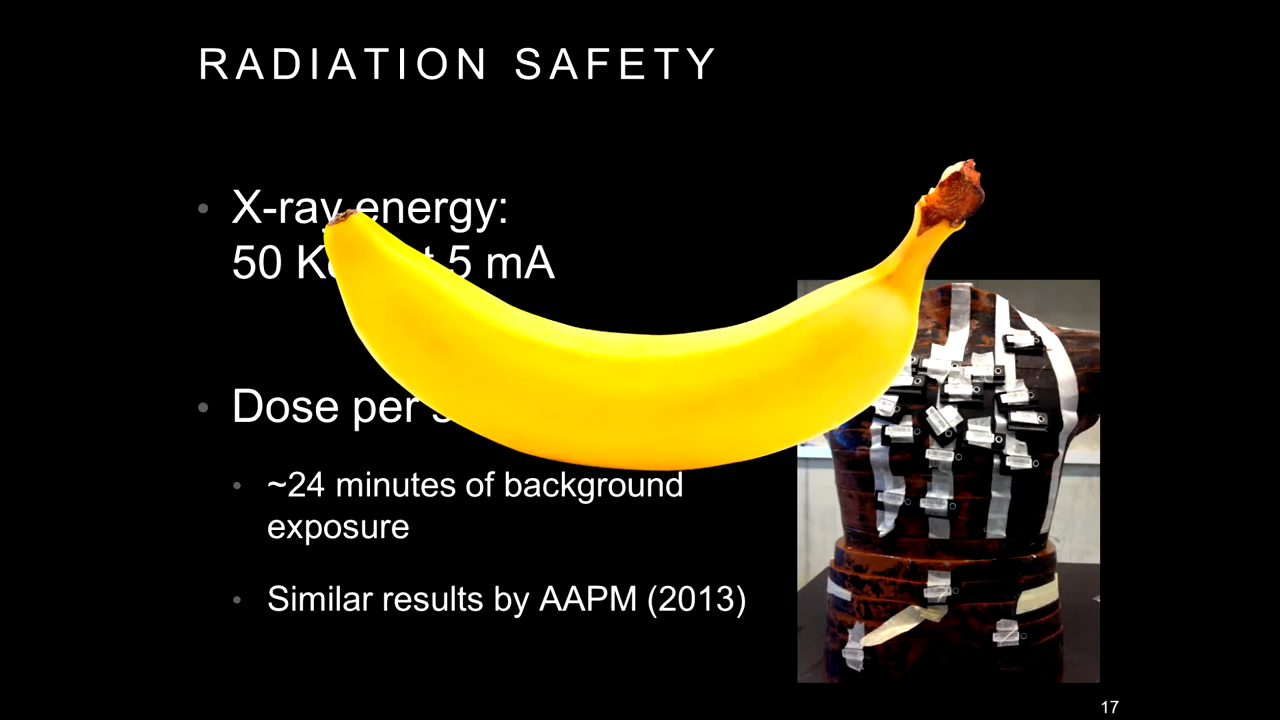 RADIATION SAFETY
X-ray energy:
50 5 mA
Dose per
~24 minutes of background
exposure
Similar results by AAPM (2013)
17